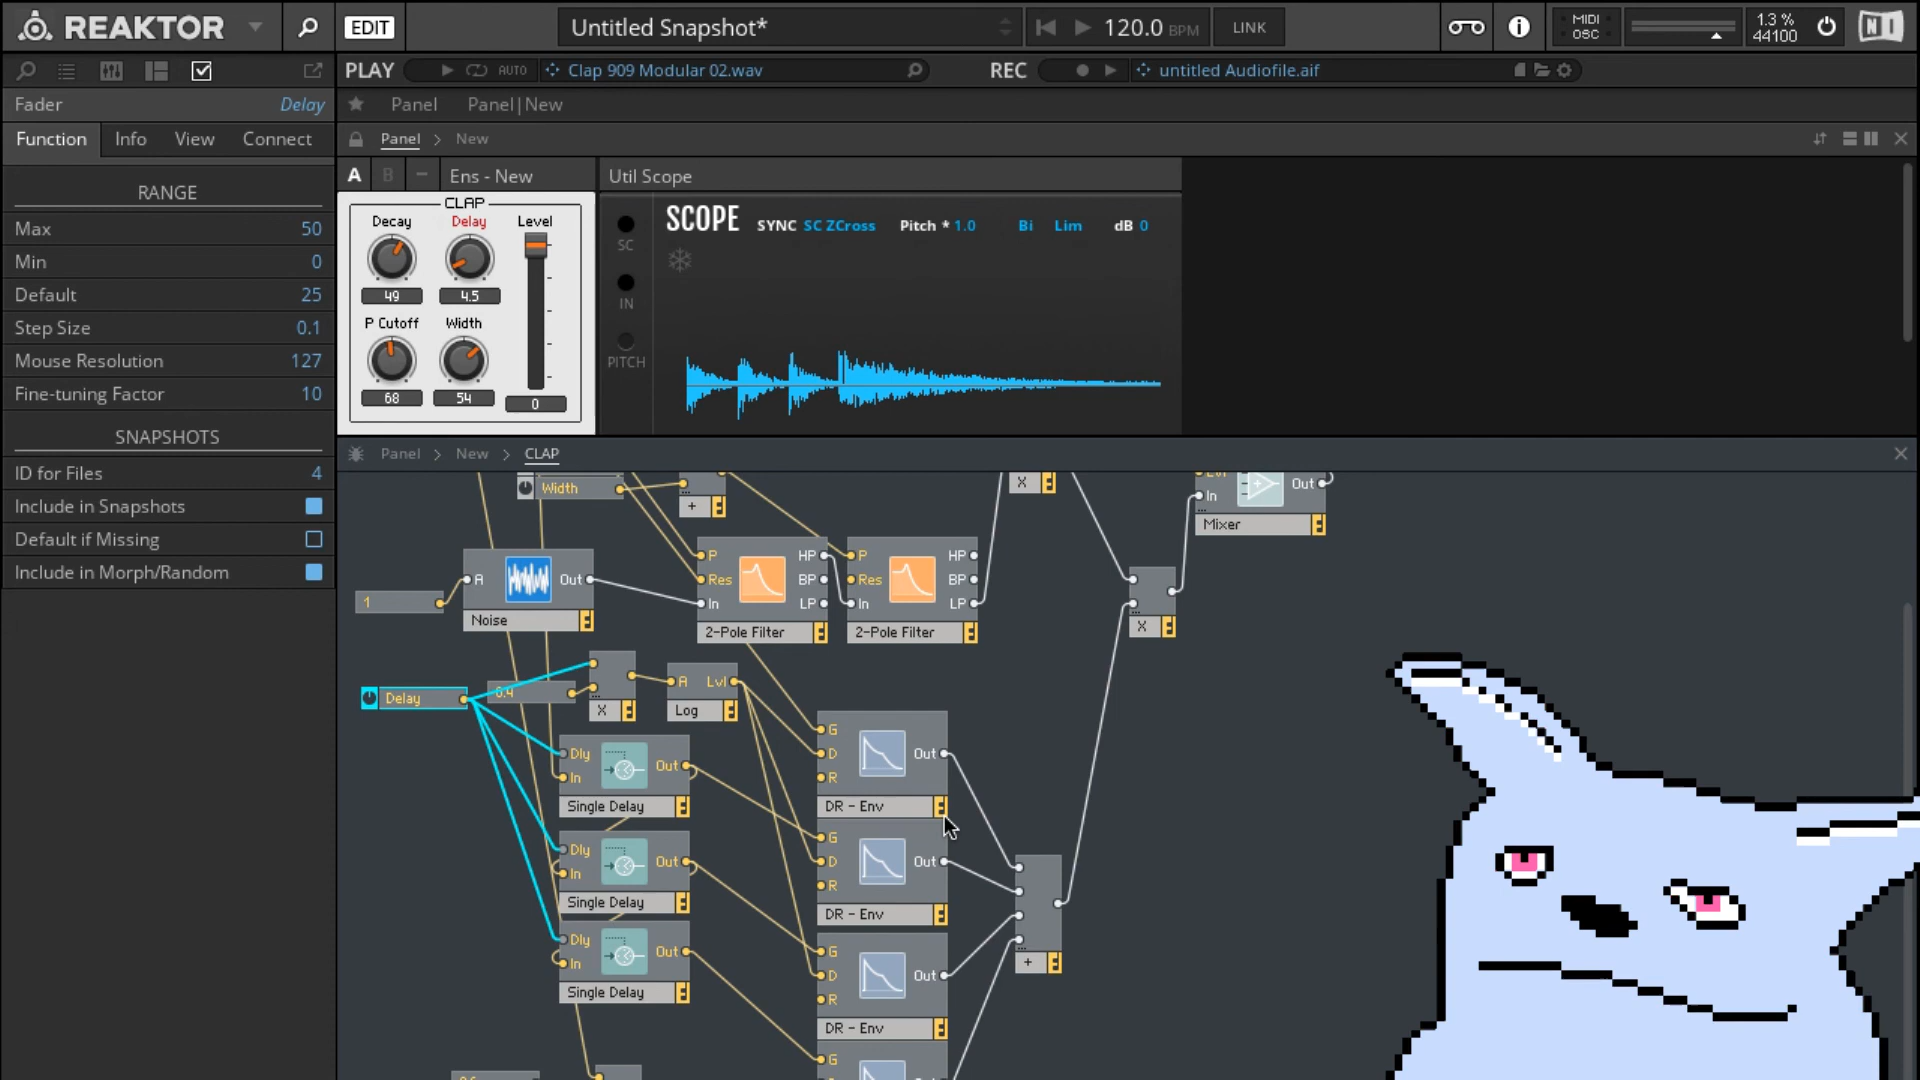 REAKTOR
EDIT
Untitled Snapshot*
120.0 BPM
LINK
MIDI
OSC
1.3 %
44100
PLAY
AUTO
Clap 909 Modular 02.wav
REC
untitled Audiofile.aif
Fader
Delay
Panel
Panel|New
Function
Info
View
Connect
Panel > New
RANGE
Max 50
Min 0
Default 25
Step Size 0.1
Mouse Resolution 127
Fine-tuning Factor 10
SNAPSHOTS
ID for Files 4
Include in Snapshots
Default if Missing
Include in Morph/Random
A
B
Ens - New
Util Scope
CLAP
Decay
Delay
Level
49
4.5
P Cutoff
Width
68
54
0
SC
IN
PITCH
SCOPE
SYNC SC ZCross
Pitch * 1.0
Bi
Lim
dB 0
Panel > New > CLAP
Width
+
X
In
Out
Mixer
1
A
Out
Noise
P
Res
In
HP
BP
LP
2-Pole Filter
P
Res
In
HP
BP
LP
2-Pole Filter
X
Delay
0.4
X
A
Lvl
Log
Dly
In
Out
Single Delay
Dly
In
Out
Single Delay
Dly
In
Out
Single Delay
G
D
R
Out
DR - Env
G
D
R
Out
DR - Env
G
D
R
Out
DR - Env
G
+